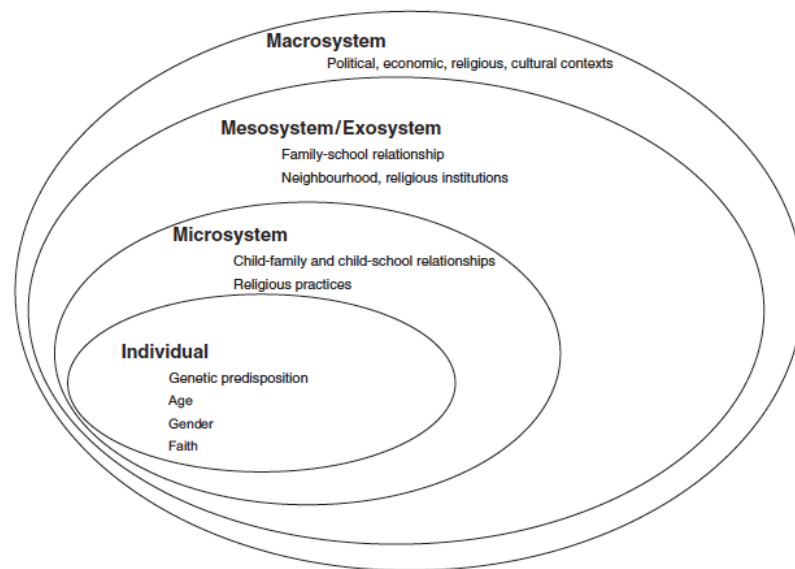 Macrosystem
Political, economic, religious, cultural contexts
Mesosystem/Exosystem
Family-school relationship
Neighbourhood, religious institutions
Microsystem
Child-family and child-school relationships
Religious practices
Individual
Genetic predisposition
Age
Gender
Faith